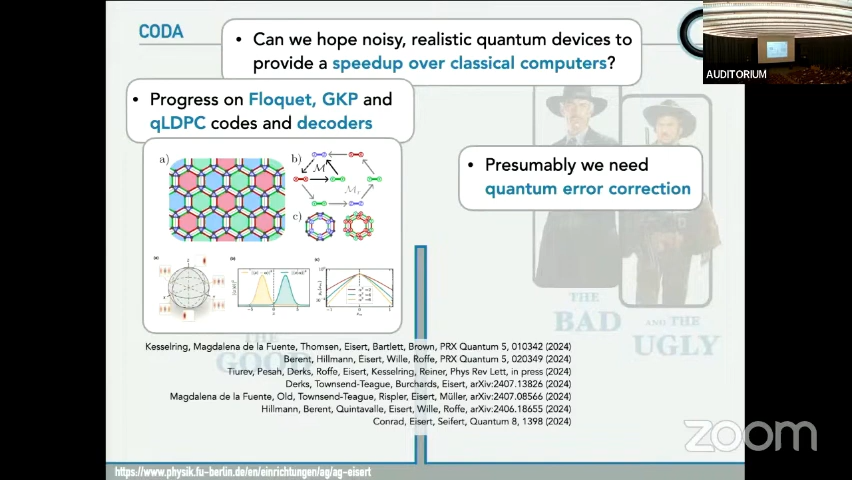 CODA
• Can we hope noisy, realistic quantum devices to
provide a speedup over classical computers?
AUDITORIUM
• Progress on Floquet, GKP and
qLDPC codes and decoders
a)
b)
c)
• Presumably we need
quantum error correction
THE
GOOD
THE
BAD
AND THE
UGLY
Kesselring, Magdalena de la Fuente, Thomsen, Eisert, Bartlett, Brown, PRX Quantum 5, 010342 (2024)
Berent, Hillmann, Eisert, Wille, Roffe, PRX Quantum 5, 020349 (2024)
Tiurev, Pesah, Derks, Roffe, Eisert, Kesselring, Reiner, Phys Rev Lett, in press (2024)
Derks, Townsend-Teague, Burchards, Eisert, arXiv:2407.13826 (2024)
Magdalena de la Fuente, Old, Townsend-Teague, Rispler, Eisert, Müller, arXiv:2407.08566 (2024)
Hillmann, Berent, Quintavalle, Eisert, Wille, Roffe, arXiv:2406.18655 (2024)
Conrad, Eisert, Seifert, Quantum 8, 1398 (2024)
zoom
https://www.physik.fu-berlin.de/en/einrichtungen/ag/ag-eisert